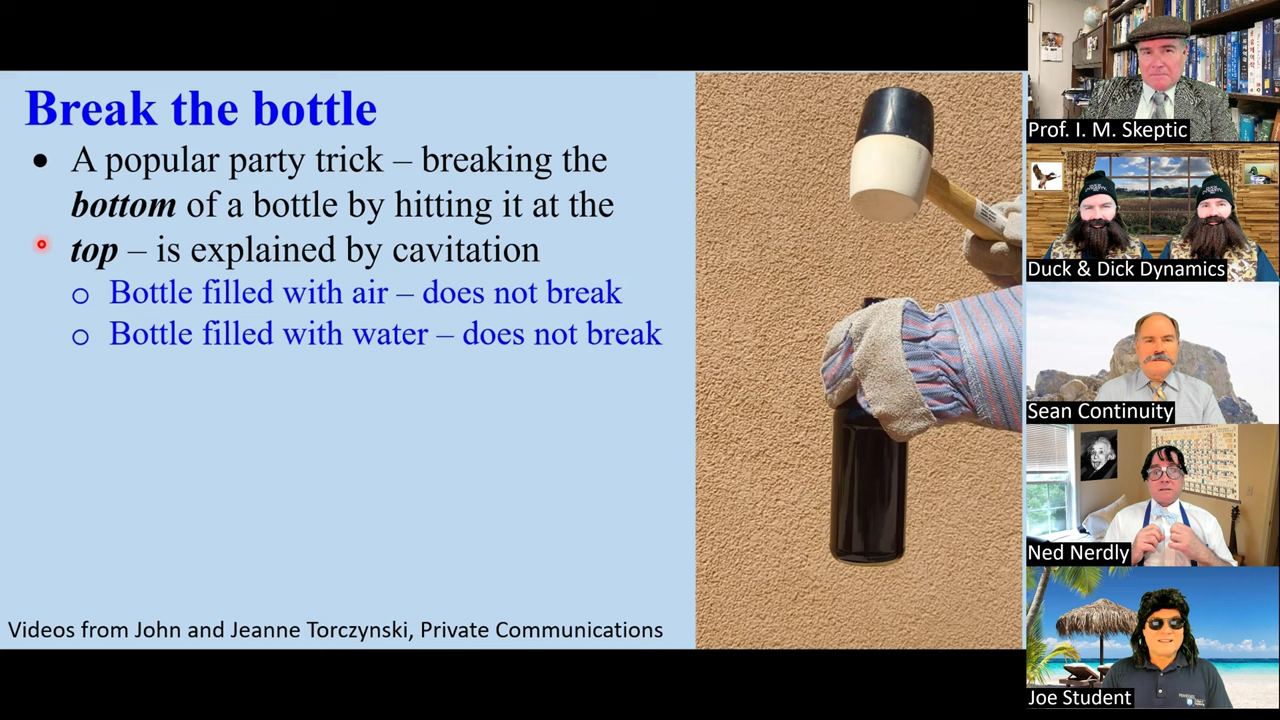 Break the bottle
• A popular party trick – breaking the
bottom of a bottle by hitting it at the
top – is explained by cavitation
o Bottle filled with air – does not break
o Bottle filled with water – does not break
Videos from John and Jeanne Torczynski, Private Communications
Prof. I. M. Skeptic
Duck & Dick Dynamics
Sean Continuity
Ned Nerdly
Joe Student